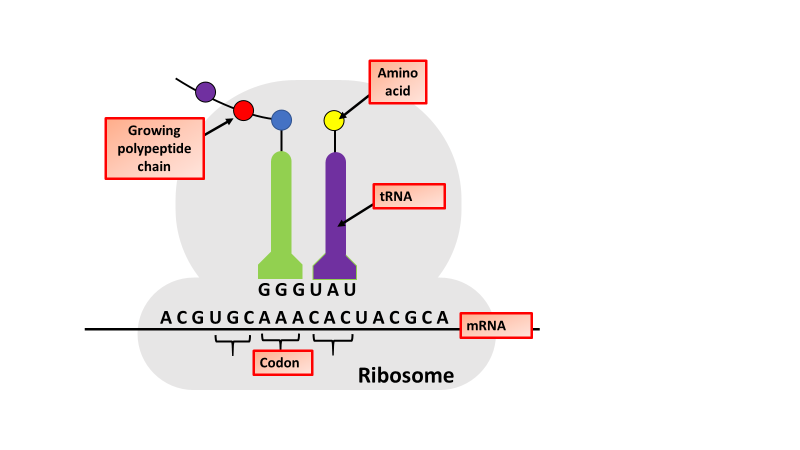 Amino
acid
Growing
polypeptide
chain
tRNA
G G G U A U
A C G U G C A A A C A C U A C G C A
mRNA
Codon
Ribosome